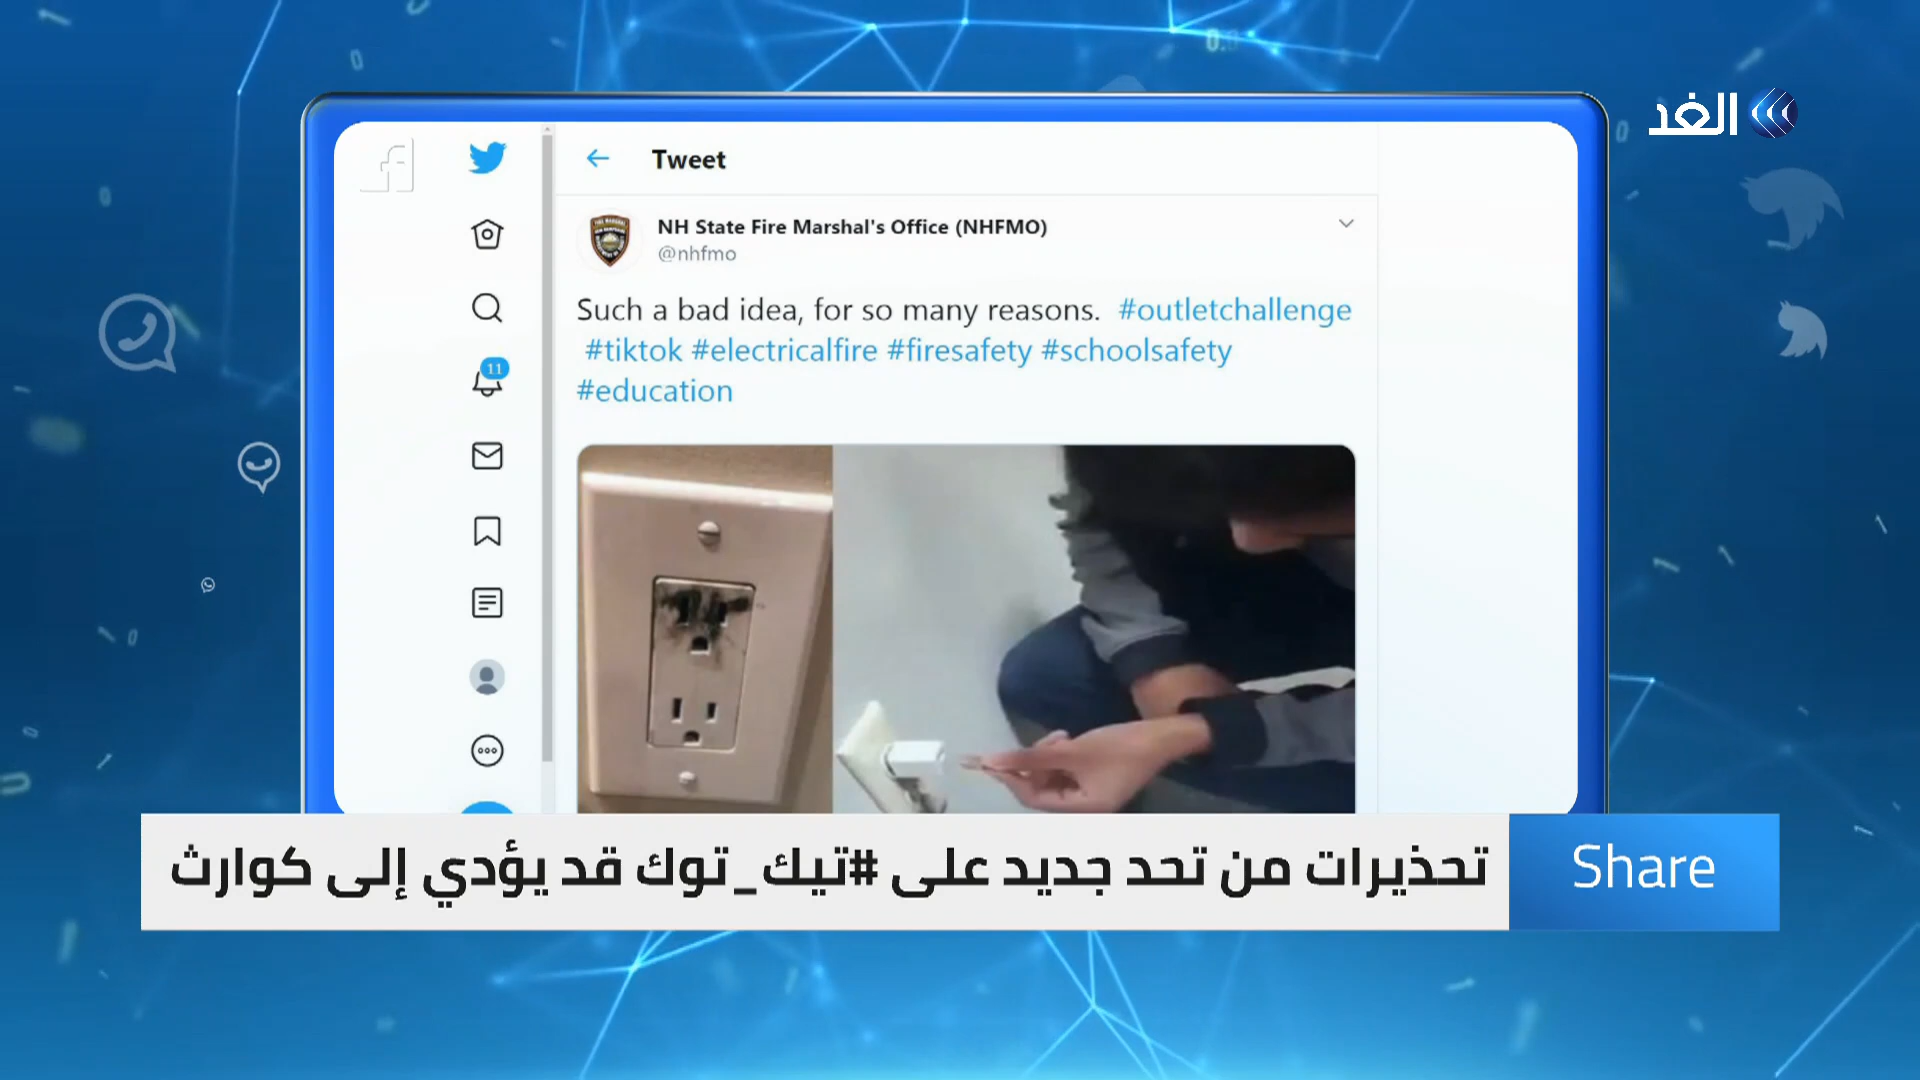 الغد
Tweet
NH State Fire Marshal's Office (NHFMO)
@nhfmo
Such a bad idea, for so many reasons. #outletchallenge
#tiktok #electricalfire #firesafety #schoolsafety
#education
11
تحذيرات من تحد جديد على #تيك_توك قد يؤدي إلى كوارث
Share